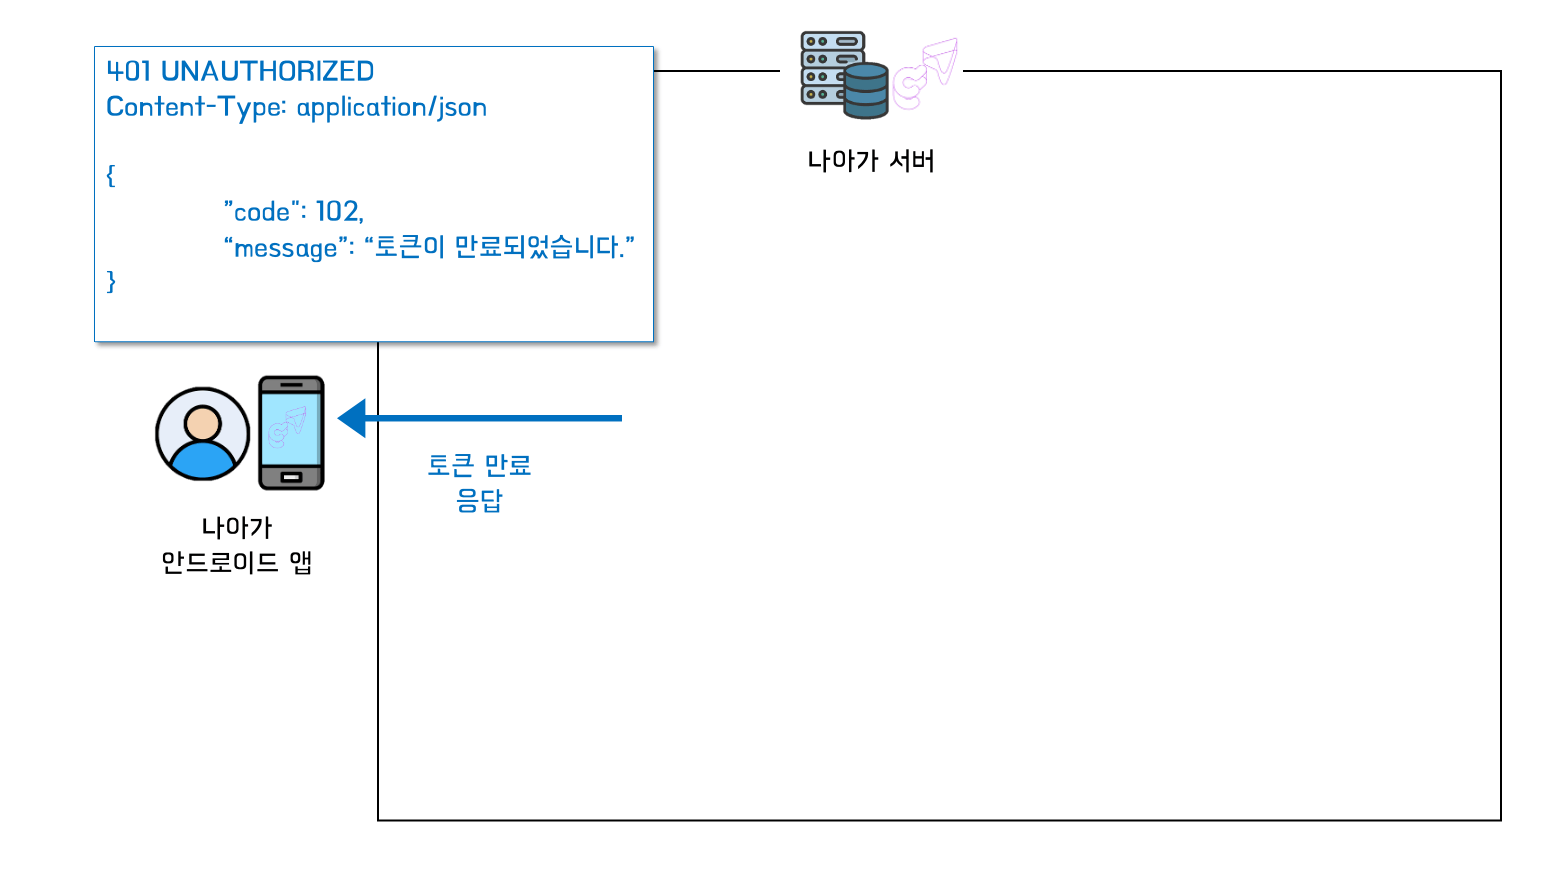 401 UNAUTHORIZED
Content-Type: application/json
{
"code": 102,
“message”: “토큰이 만료되었습니다.”
}
나아가 서버
토큰 만료
응답
나아가
안드로이드 앱